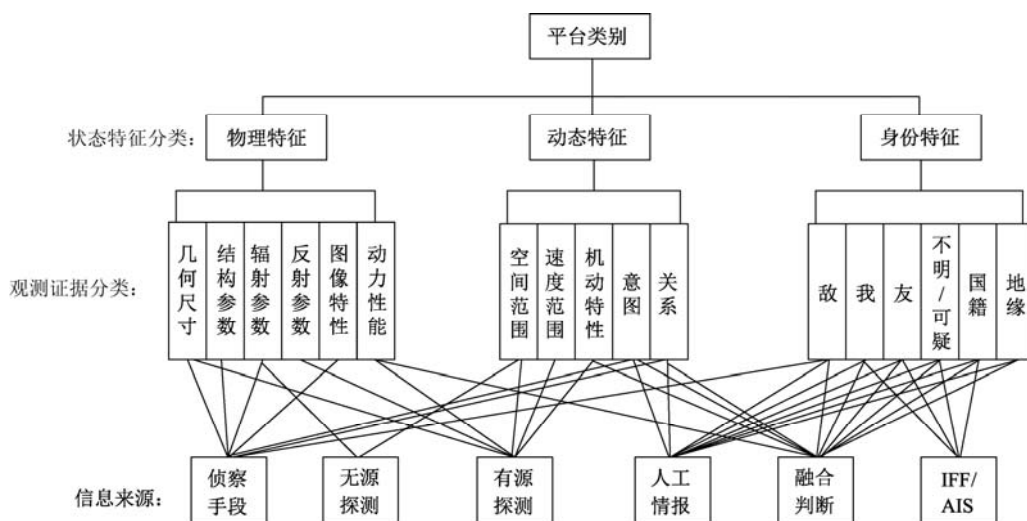 平台类别
状态特征分类：
物理特征
动态特征
身份特征
观测证据分类：
几何尺寸
结构参数
辐射参数
反射参数
图像特性
动力性能
空间范围
速度范围
机动特性
意图
关系
敌
我
友
不明/可疑
国籍
地缘
信息来源：
侦察
手段
无源
探测
有源
探测
人工
情报
融合
判断
IFF/
AIS